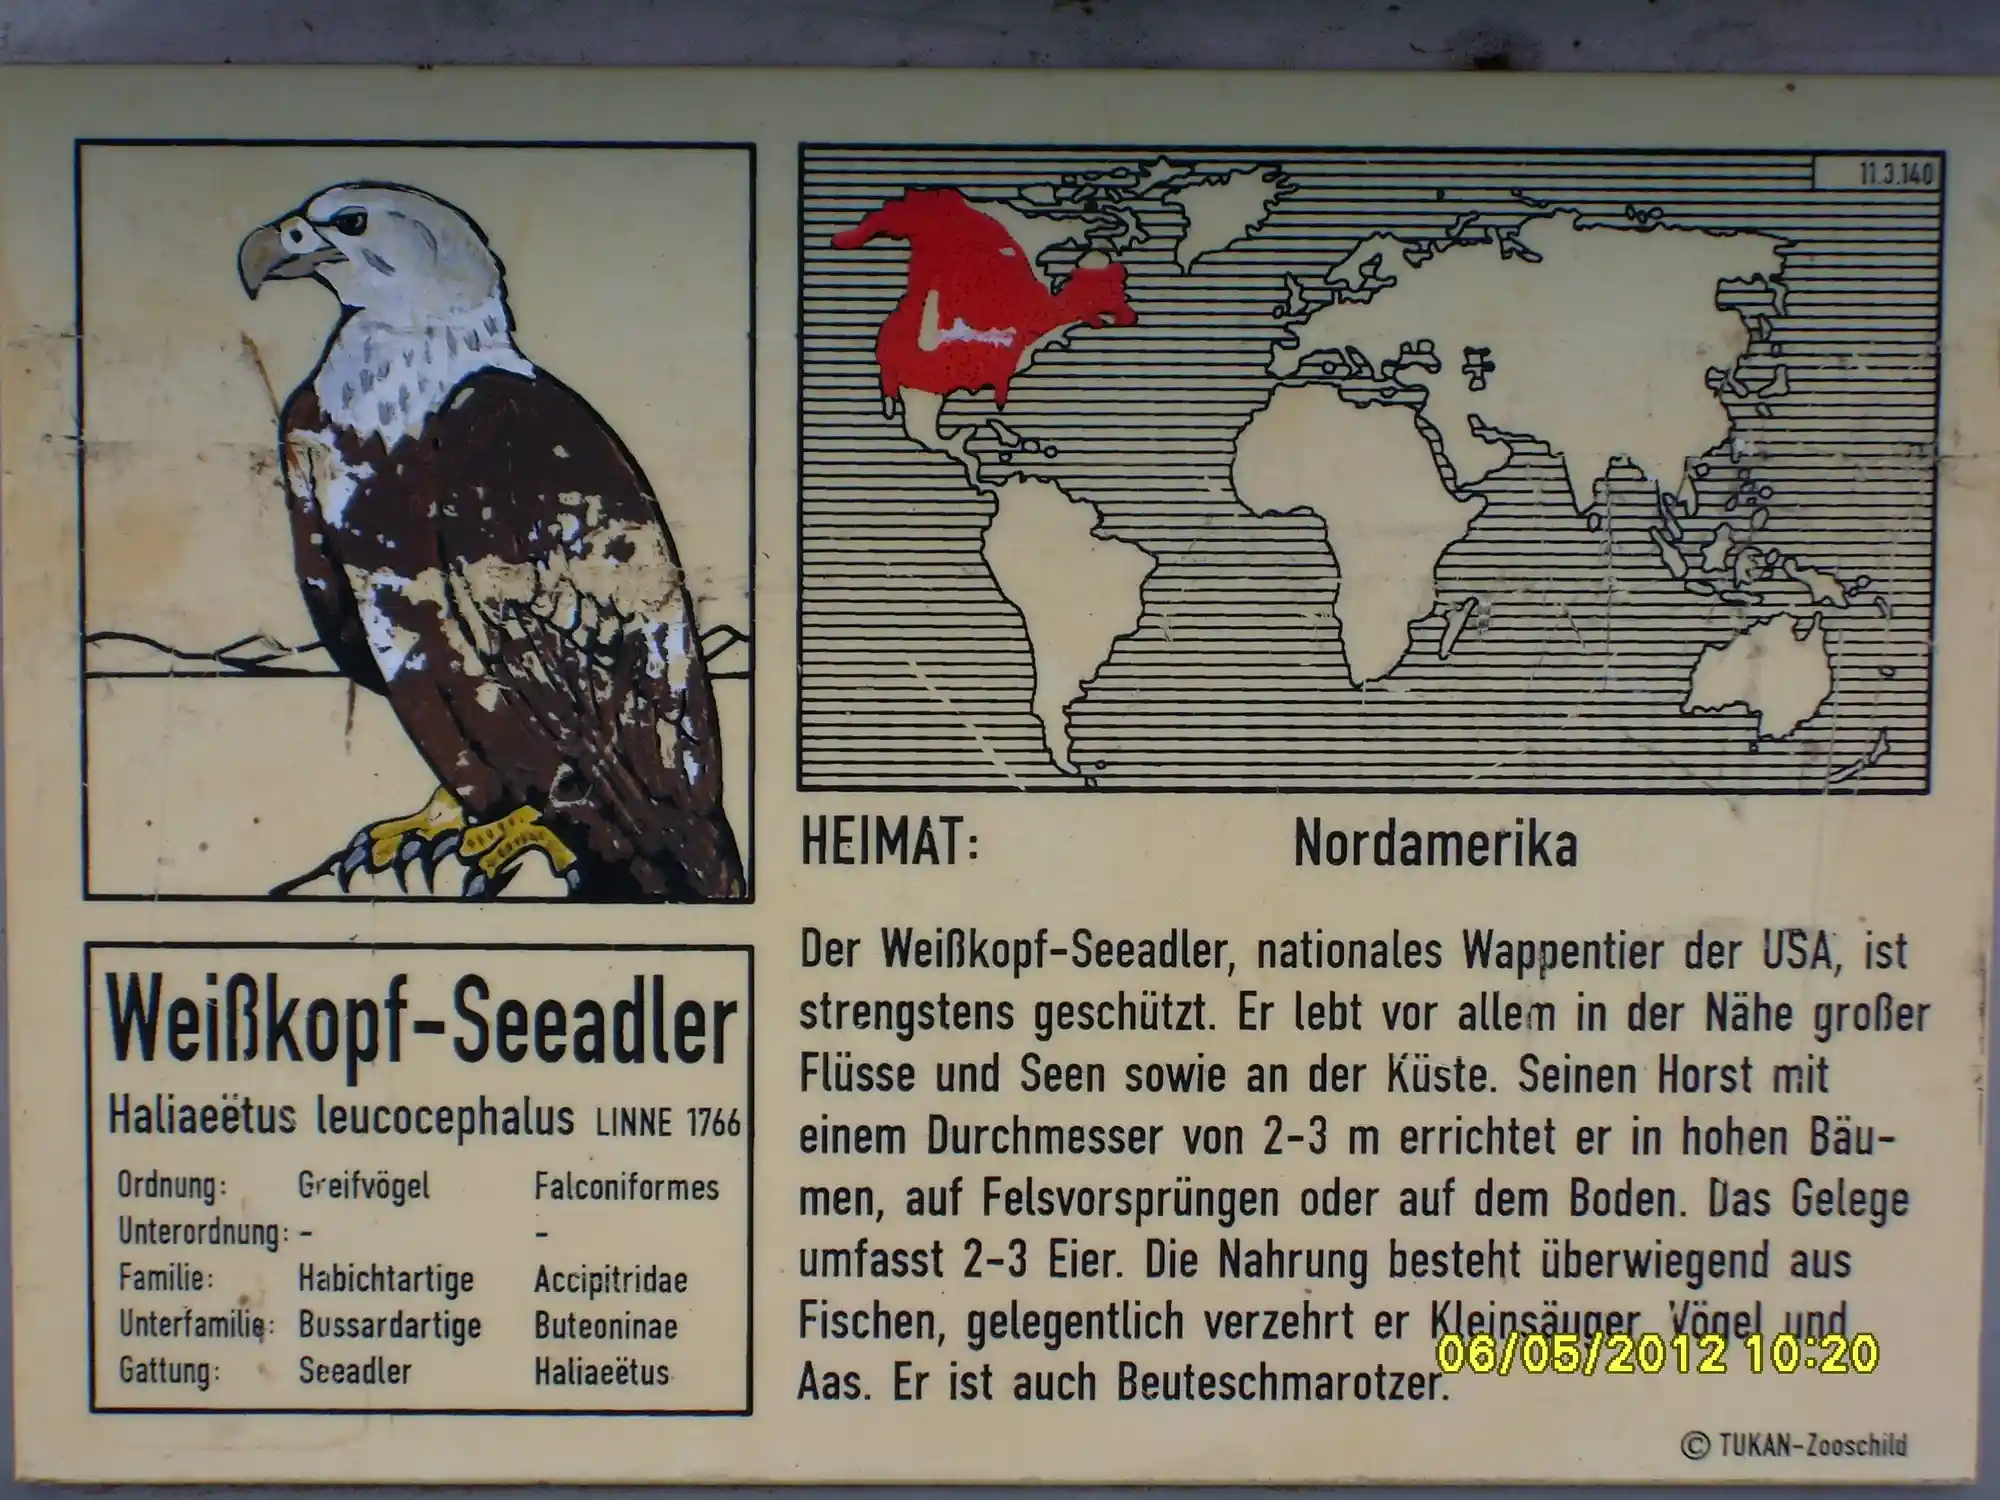 11.3.140
HEIMAT: Nordamerika
Der Weißkopf-Seeadler, nationales Wappentier der USA, ist
strengstens geschützt. Er lebt vor allem in der Nähe großer
Flüsse und Seen sowie an der Küste. Seinen Horst mit
einem Durchmesser von 2-3 m errichtet er in hohen Bäu-
men, auf Felsvorsprüngen oder auf dem Boden. Das Gelege
umfasst 2-3 Eier. Die Nahrung besteht überwiegend aus
Fischen, gelegentlich verzehrt er Kleinsäuger, Vögel und
Aas. Er ist auch Beuteschmarotzer.
Weißkopf-Seeadler
Haliaeëtus leucocephalus LINNE 1766
Ordnung: Greifvögel Falconiformes
Unterordnung: - -
Familie: Habichtartige Accipitridae
Unterfamilie: Bussardartige Buteoninae
Gattung: Seeadler Haliaeëtus
06/05/2012 10:20
© TUKAN-Zooschild